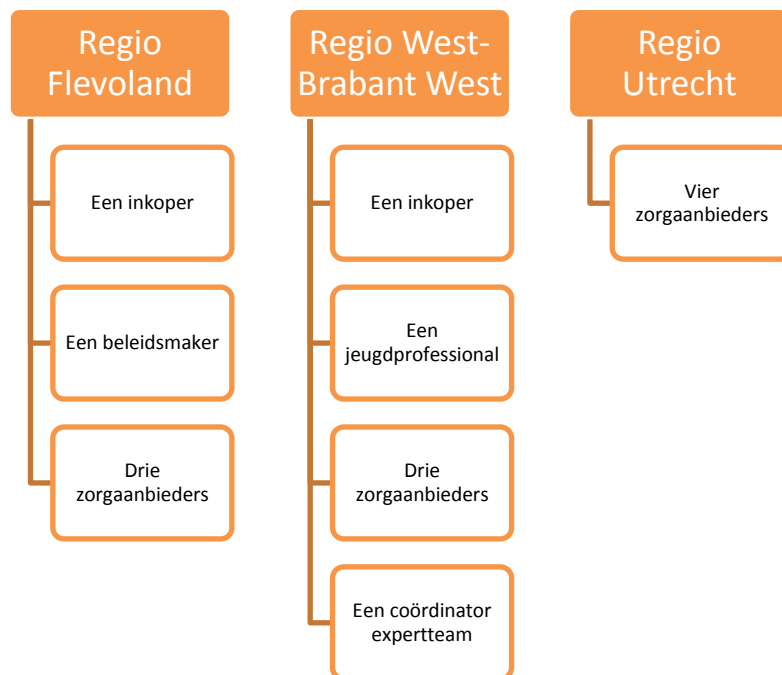 Regio
Flevoland
Een inkoper
Een beleidsmaker
Drie
zorgaanbieders
Regio West-
Brabant West
Een inkoper
Een
jeugdprofessional
Drie
zorgaanbieders
Een coördinator
expertteam
Regio
Utrecht
Vier
zorgaanbieders